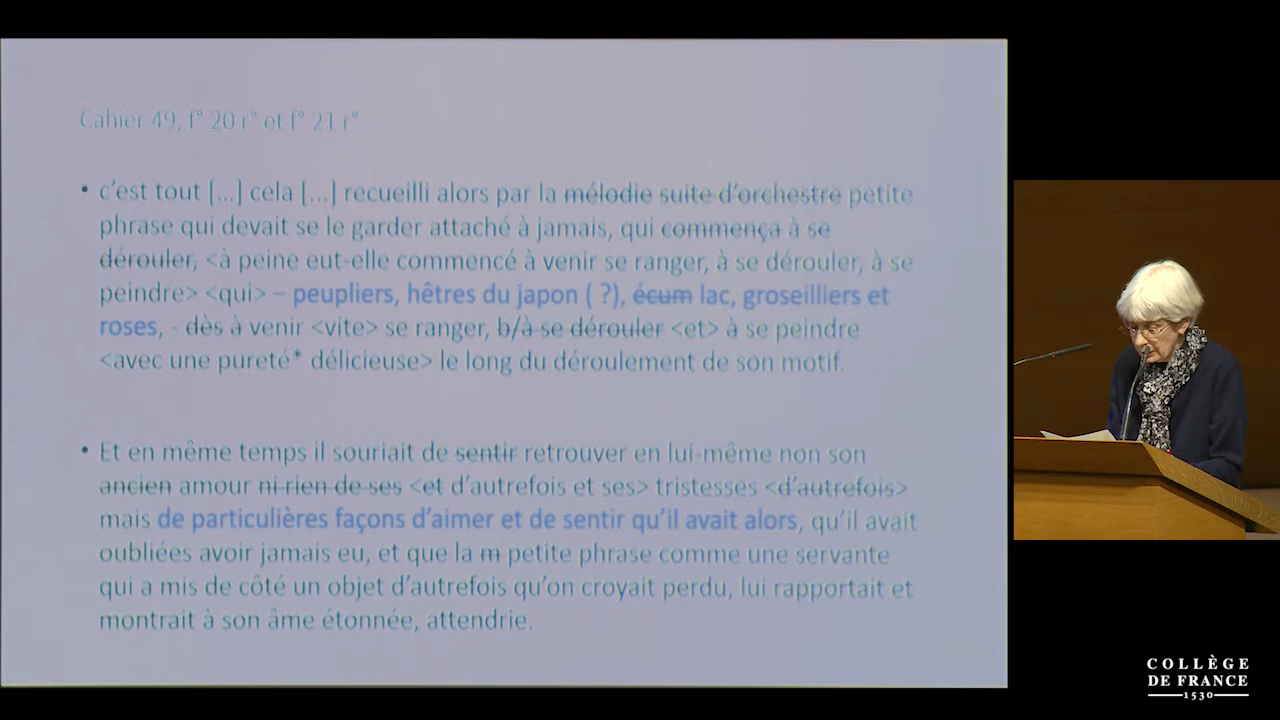 Cahier 49, f° 20 r° et f° 21 r°
• c’est tout [...] cela [...] recueilli alors par la mélodie suite d’orchestre petite
phrase qui devait se le garder attaché à jamais, qui commença à se
dérouler, <à peine eut-elle commencé à venir se ranger, à se dérouler, à se
peindre> <qui> – peupliers, hêtres du japon ( ?), écum lac, groseilliers et
roses, - dès à venir <vite> se ranger, b/à se dérouler <et> à se peindre
<avec une pureté* délicieuse> le long du déroulement de son motif.
• Et en même temps il souriait de sentir retrouver en lui-même non son
ancien amour ni rien de ses <et d’autrefois et ses> tristesses <d’autrefois>
mais de particulières façons d’aimer et de sentir qu’il avait alors, qu’il avait
oubliées avoir jamais eu, et que la m petite phrase comme une servante
qui a mis de côté un objet d’autrefois qu’on croyait perdu, lui rapportait et
montrait à son âme étonnée, attendrie.
COLLÈGE
DE FRANCE
1530